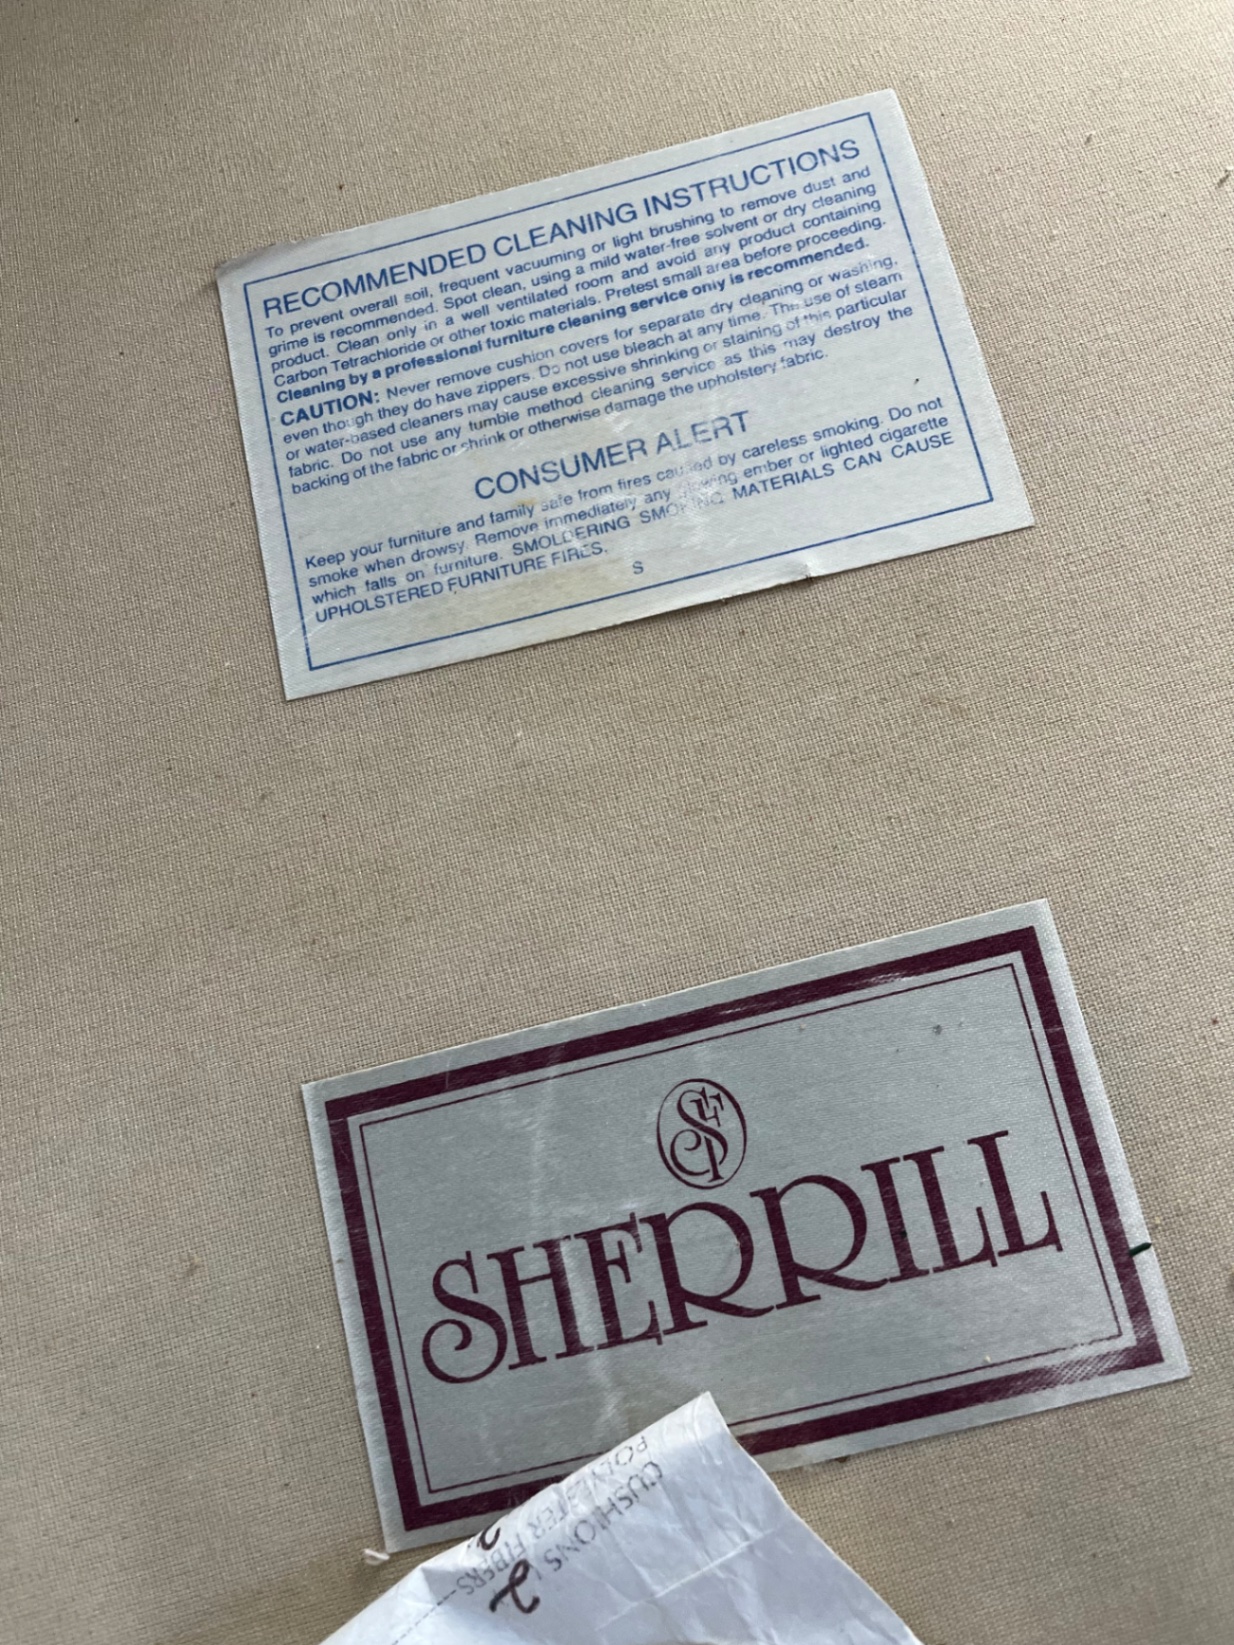 RECOMMENDED CLEANING INSTRUCTIONS
To prevent overall soil, frequent vacuuming or light brushing to remove dust and
grime is recommended. Spot clean, using a mild water-free solvent or dry cleaning
product. Clean only in a well ventilated room and avoid any product containing
Carbon Tetrachloride or other toxic materials. Pretest small area before proceeding.
Cleaning by a professional furniture cleaning service only is recommended.
CAUTION: Never remove cushion covers for separate dry cleaning or washing,
even though they do have zippers. Do not use bleach at any time. The use of steam
or water-based cleaners may cause excessive shrinking or staining of this particular
fabric. Do not use any tumble method cleaning service as this may destroy the
backing of the fabric or shrink or otherwise damage the upholstery fabric.
CONSUMER ALERT
Keep your furniture and family safe from fires caused by careless smoking. Do not
smoke when drowsy. Remove immediately any glowing ember or lighted cigarette
which falls on furniture. SMOLDERING SMOKING MATERIALS CAN CAUSE
UPHOLSTERED FURNITURE FIRES.
S
SHERRILL
CUSHIONS
POLYESTER FIBERS